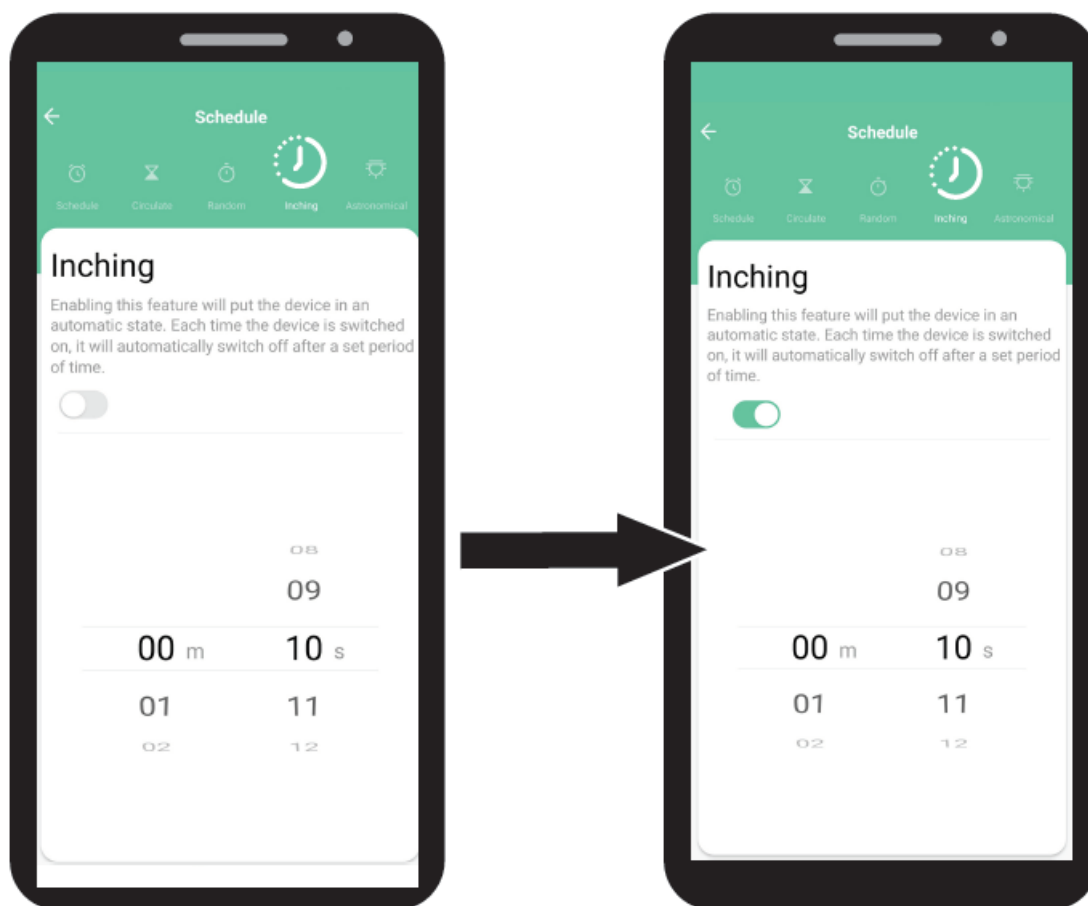 Schedule
Schedule Circulate Random Inching Astronomical
Inching
Enabling this feature will put the device in an
automatic state. Each time the device is switched
on, it will automatically switch off after a set period
of time.
08
09
00 m 10 s
01 11
02 12
Schedule
Schedule Circulate Random Inching Astronomical
Inching
Enabling this feature will put the device in an
automatic state. Each time the device is switched
on, it will automatically switch off after a set period
of time.
08
09
00 m 10 s
01 11
02 12